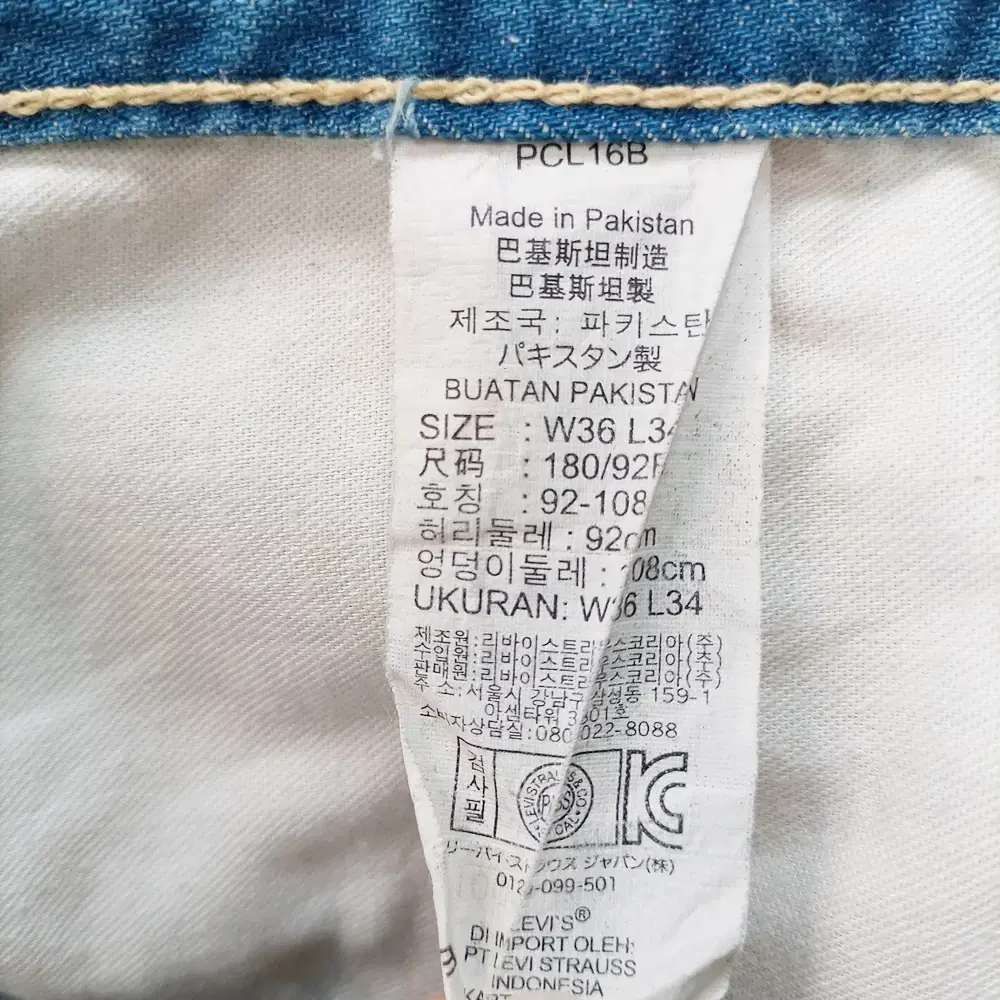 PCL16B
Made in Pakistan
巴基斯坦制造
巴基斯坦製
제조국: 파키스탄
パキスタン製
BUATAN PAKISTAN
SIZE : W36 L34
尺码 : 180/92
호칭 : 92-108
허리둘레 : 92cm
엉덩이둘레 : 108cm
UKURAN: W36 L34
제조원:리바이스트라우스코리아(주)
수입원:리바이스트라우스코리아(주)
판매원:리바이스트라우스코리아(주)
주 소:서울시 강남구 삼성동 159-1
아셈타워 3301호
소비자상담실:080-022-8088
검사필
LEVI STRAUSS & CO
CAL
リーバイ・ストラウス ジャパン(株)
0120-099-501
LEVI'S®
DI IMPORT OLEH:
PT LEVI STRAUSS
INDONESIA